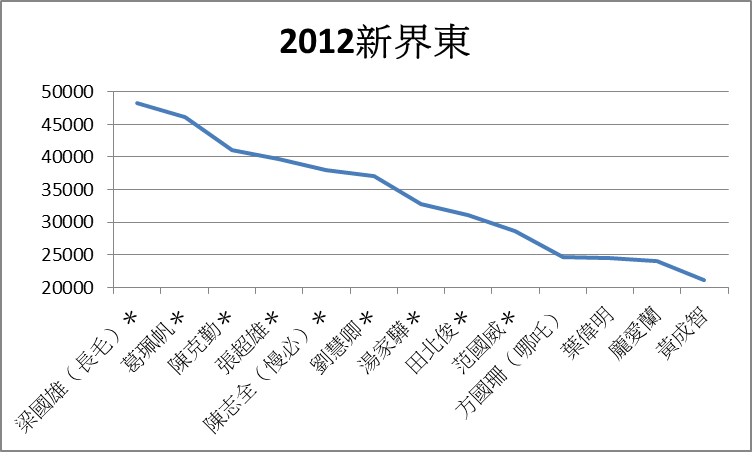 2012新界東
50000
45000
40000
35000
30000
25000
20000
梁國雄（長毛）＊
葛珮帆＊
陳克勤＊
張超雄＊
陳志全（慢必）＊
劉慧卿＊
湯家驊＊
田北俊＊
范國威＊
方國珊（哪吒）
葉偉明
龐愛蘭
黃成智